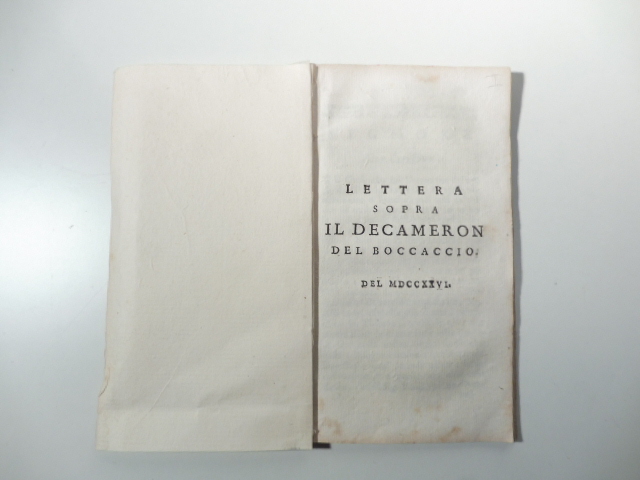 LETTERA
SOPRA
IL DECAMERON
DEL BOCCACCIO.
DEL MDCCXXVI.